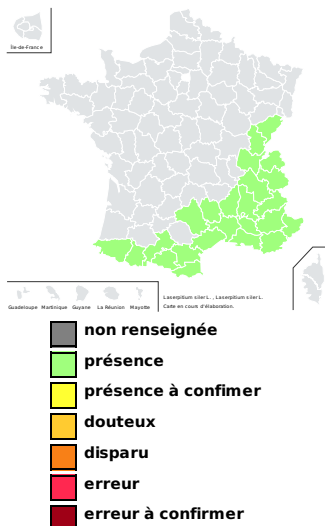 Île-de-France
Guadeloupe Martinique Guyane La Réunion Mayotte
Laserpitium siler L. , Laserpitium siler L.
Carte en cours d'élaboration.
non renseignée
présence
présence à confimer
douteux
disparu
erreur
erreur à confirmer